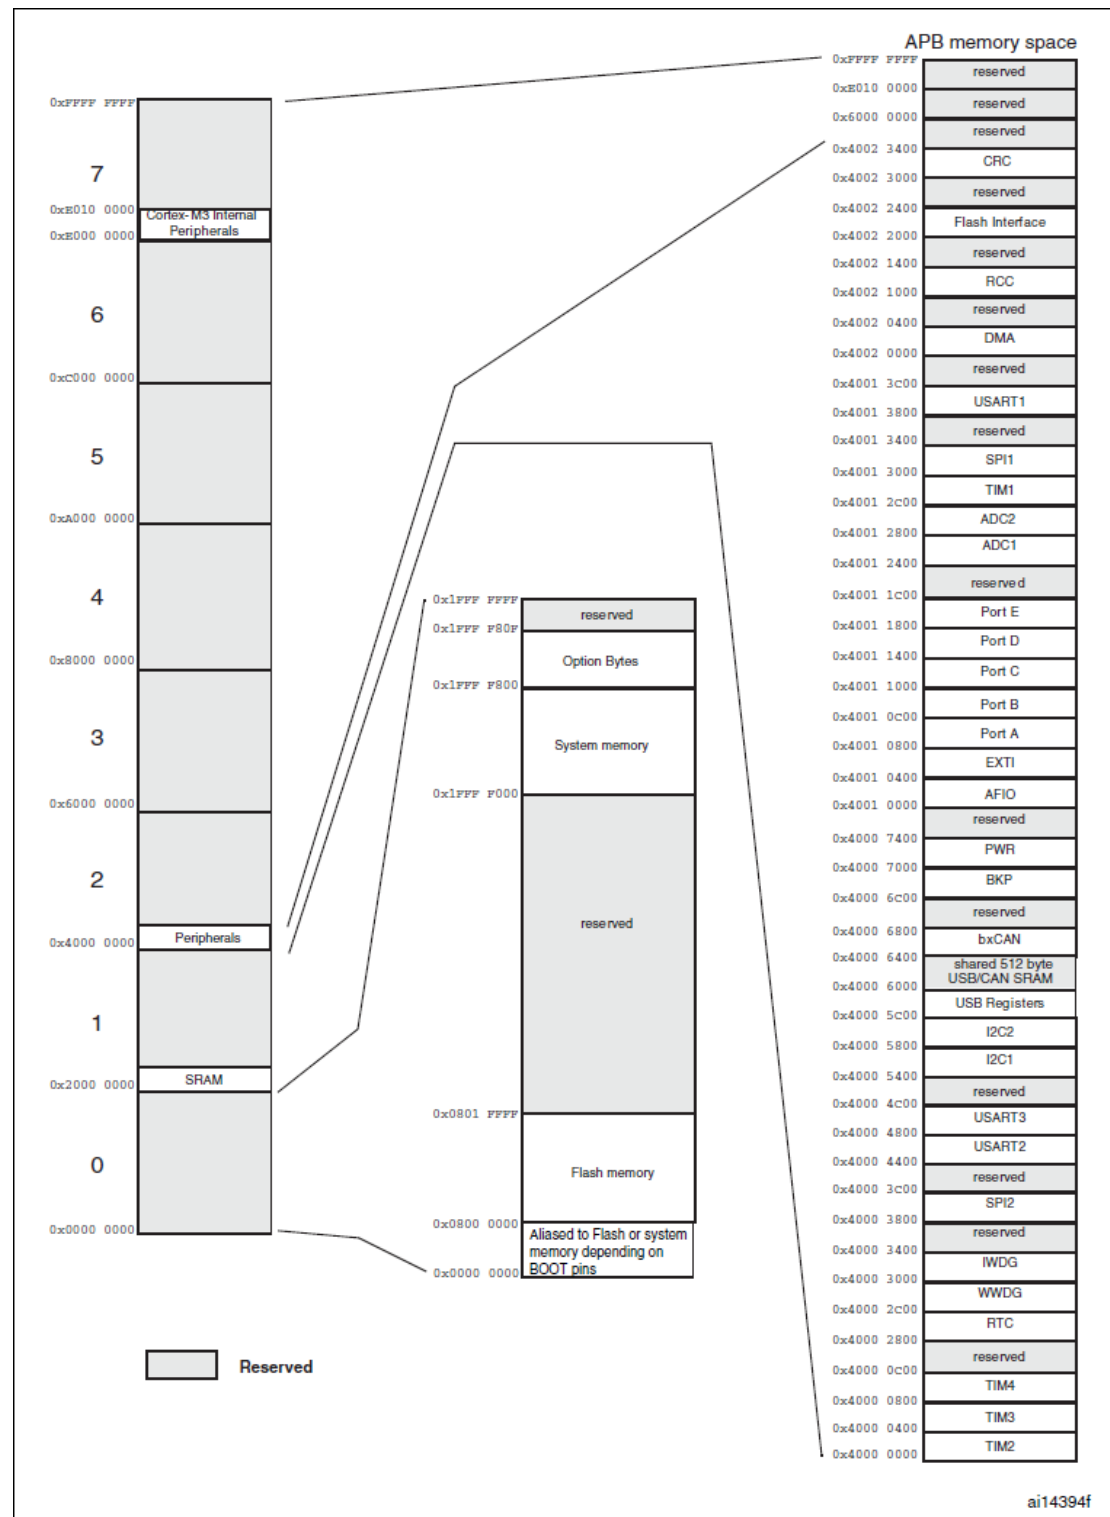 APB memory space
0xFFFF FFFF
reserved
0xE010 0000
reserved
0x6000 0000
reserved
0x4002 3400
CRC
0x4002 3000
reserved
0x4002 2400
Flash Interface
0x4002 2000
reserved
0x4002 1400
RCC
0x4002 1000
reserved
0x4002 0400
DMA
0x4002 0000
reserved
0x4001 3C00
USART1
0x4001 3800
reserved
0x4001 3400
SPI1
0x4001 3000
TIM1
0x4001 2C00
ADC2
0x4001 2800
ADC1
0x4001 2400
reserved
0x4001 1C00
Port E
0x4001 1800
Port D
0x4001 1400
Port C
0x4001 1000
Port B
0x4001 0C00
Port A
0x4001 0800
EXTI
0x4001 0400
AFIO
0x4001 0000
reserved
0x4000 7400
PWR
0x4000 7000
BKP
0x4000 6C00
reserved
0x4000 6800
bxCAN
0x4000 6400
shared 512 byte
USB/CAN SRAM
0x4000 6000
USB Registers
0x4000 5C00
I2C2
0x4000 5800
I2C1
0x4000 5400
reserved
0x4000 4C00
USART3
0x4000 4800
USART2
0x4000 4400
reserved
0x4000 3C00
SPI2
0x4000 3800
reserved
0x4000 3400
IWDG
0x4000 3000
WWDG
0x4000 2C00
RTC
0x4000 2800
reserved
0x4000 0C00
TIM4
0x4000 0800
TIM3
0x4000 0400
TIM2
0x4000 0000
0xFFFF FFFF
7
0xE010 0000
Cortex-M3 Internal
Peripherals
0xE000 0000
6
0xC000 0000
5
0xA000 0000
4
0x8000 0000
3
0x6000 0000
2
Peripherals
0x4000 0000
1
SRAM
0x2000 0000
0
0x0000 0000
0x1FFF FFFF
reserved
0x1FFF F80F
Option Bytes
0x1FFF F800
System memory
0x1FFF F000
reserved
0x0801 FFFF
Flash memory
0x0800 0000
Aliased to Flash or system
memory depending on
BOOT pins
0x0000 0000
Reserved
ai14394f